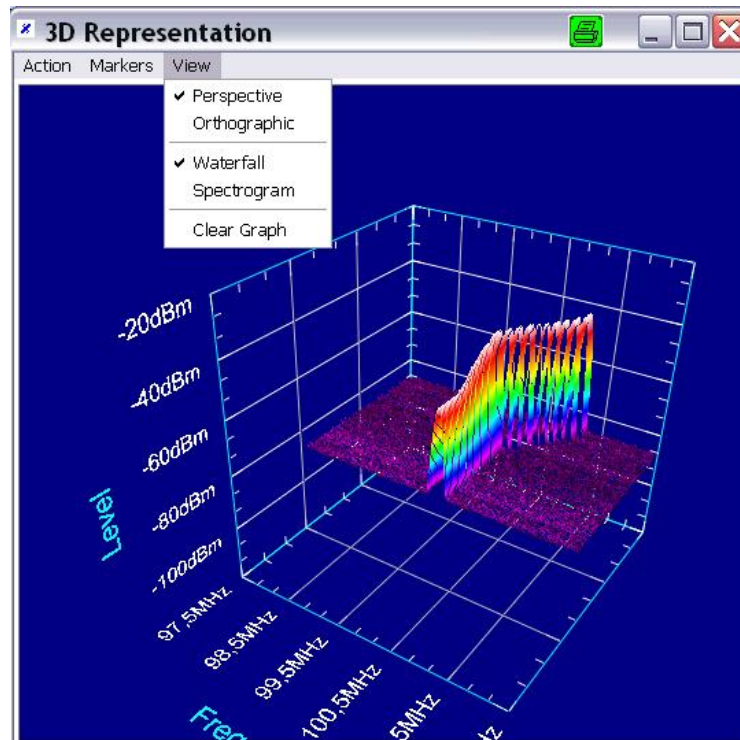 3D Representation
Action Markers View
Perspective
Orthographic
Waterfall
Spectrogram
Clear Graph
-20dBm
-40dBm
-60dBm
-80dBm
-100dBm
Level
97,5MHz
98,5MHz
99,5MHz
100,5MHz